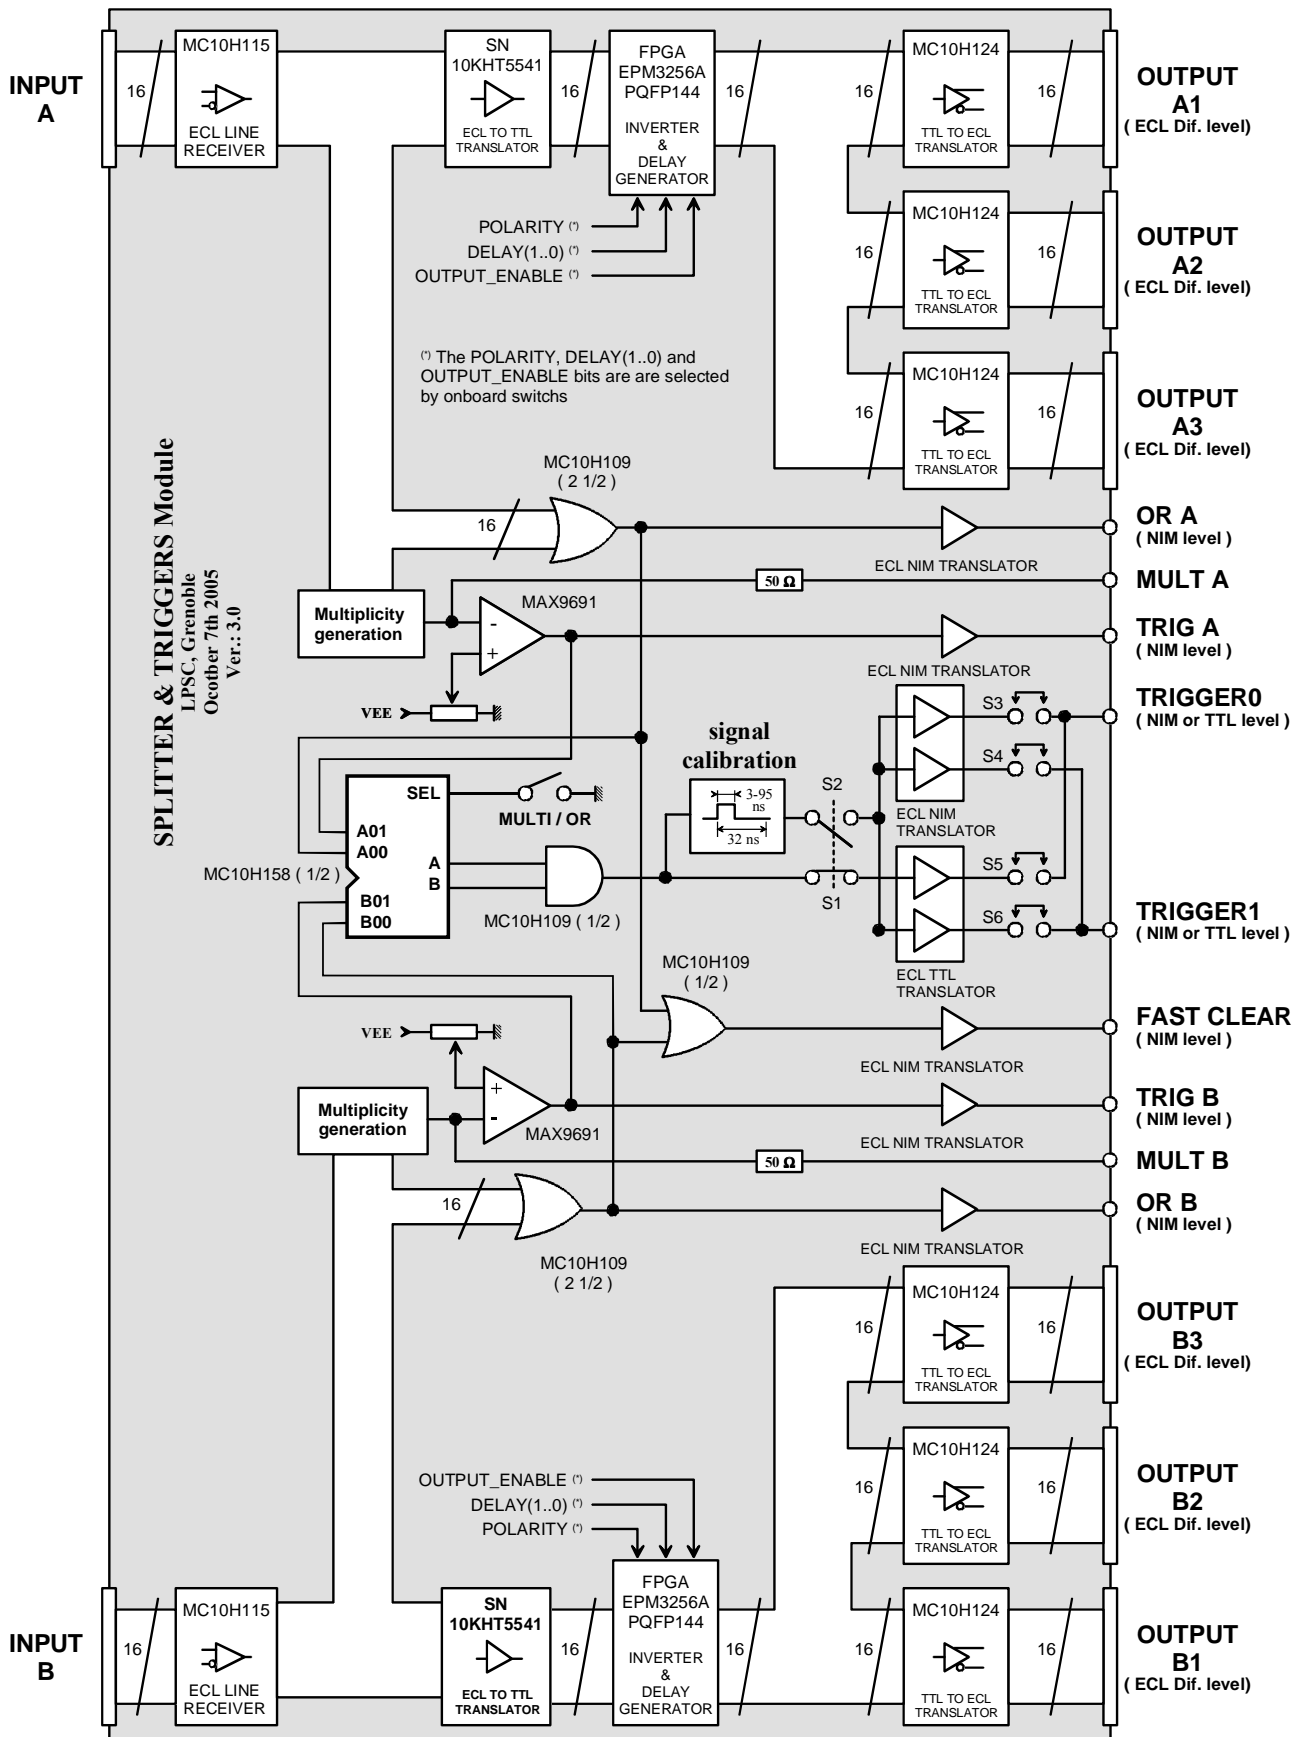 INPUT
A
16
MC10H115
ECL LINE
RECEIVER
SN
10KHT5541
ECL TO TTL
TRANSLATOR
16
FPGA
EPM3256A
PQFP144
INVERTER
&
DELAY
GENERATOR
16
16
MC10H124
TTL TO ECL
TRANSLATOR
16
OUTPUT
A1
( ECL Dif. level)
POLARITY (*)
DELAY(1..0) (*)
OUTPUT_ENABLE (*)
16
MC10H124
TTL TO ECL
TRANSLATOR
16
OUTPUT
A2
( ECL Dif. level)
(*) The POLARITY, DELAY(1..0) and
OUTPUT_ENABLE bits are are selected
by onboard switchs
16
MC10H124
TTL TO ECL
TRANSLATOR
16
OUTPUT
A3
( ECL Dif. level)
SPLITTER & TRIGGERS Module
LPSC, Grenoble
Ocotber 7th 2005
Ver.: 3.0
MC10H109
( 2 1/2 )
16
ECL NIM TRANSLATOR
OR A
( NIM level )
50 Ω
MULT A
Multiplicity
generation
MAX9691
-
+
VEE
ECL NIM TRANSLATOR
TRIG A
( NIM level )
signal
calibration
3-95
ns
32 ns
S2
S1
S3
S4
ECL NIM
TRANSLATOR
TRIGGER0
( NIM or TTL level )
SEL
A01
A00
A
B
B01
B00
MULTI / OR
MC10H158 ( 1/2 )
MC10H109 ( 1/2 )
S5
S6
ECL TTL
TRANSLATOR
TRIGGER1
( NIM or TTL level )
MC10H109
( 1/2 )
ECL NIM TRANSLATOR
FAST CLEAR
( NIM level )
VEE
+
-
MAX9691
Multiplicity
generation
ECL NIM TRANSLATOR
TRIG B
( NIM level )
50 Ω
MULT B
16
MC10H109
( 2 1/2 )
ECL NIM TRANSLATOR
OR B
( NIM level )
16
MC10H124
TTL TO ECL
TRANSLATOR
16
OUTPUT
B3
( ECL Dif. level)
OUTPUT_ENABLE (*)
DELAY(1..0) (*)
POLARITY (*)
16
MC10H124
TTL TO ECL
TRANSLATOR
16
OUTPUT
B2
( ECL Dif. level)
INPUT
B
16
MC10H115
ECL LINE
RECEIVER
SN
10KHT5541
ECL TO TTL
TRANSLATOR
16
FPGA
EPM3256A
PQFP144
INVERTER
&
DELAY
GENERATOR
16
16
MC10H124
TTL TO ECL
TRANSLATOR
16
OUTPUT
B1
( ECL Dif. level)